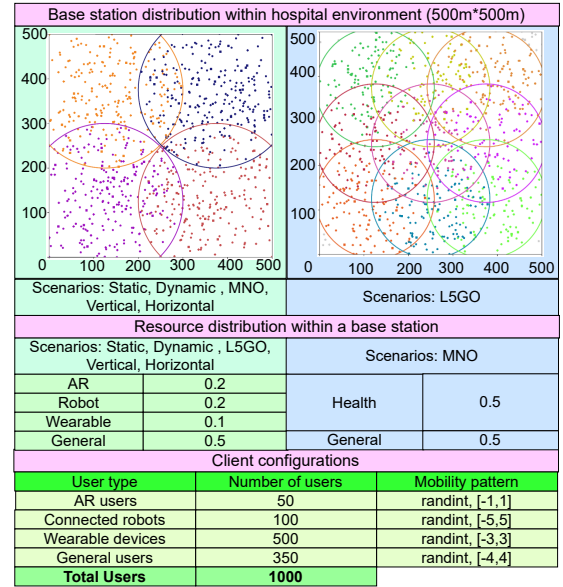 Base station distribution within hospital environment (500m*500m)
500
400
300
200
100
0 100 200 300 400 500
500
400
300
200
100
0 100 200 300 400 500
Scenarios: Static, Dynamic , MNO,
Vertical, Horizontal
Scenarios: L5GO
Resource distribution within a base station
Scenarios: Static, Dynamic , L5GO,
Vertical, Horizontal
Scenarios: MNO
AR 0.2
Robot 0.2
Wearable 0.1
General 0.5
Health 0.5
General 0.5
Client configurations
User type Number of users Mobility pattern
AR users 50 randint, [-1,1]
Connected robots 100 randint, [-5,5]
Wearable devices 500 randint, [-3,3]
General users 350 randint, [-4,4]
Total Users 1000